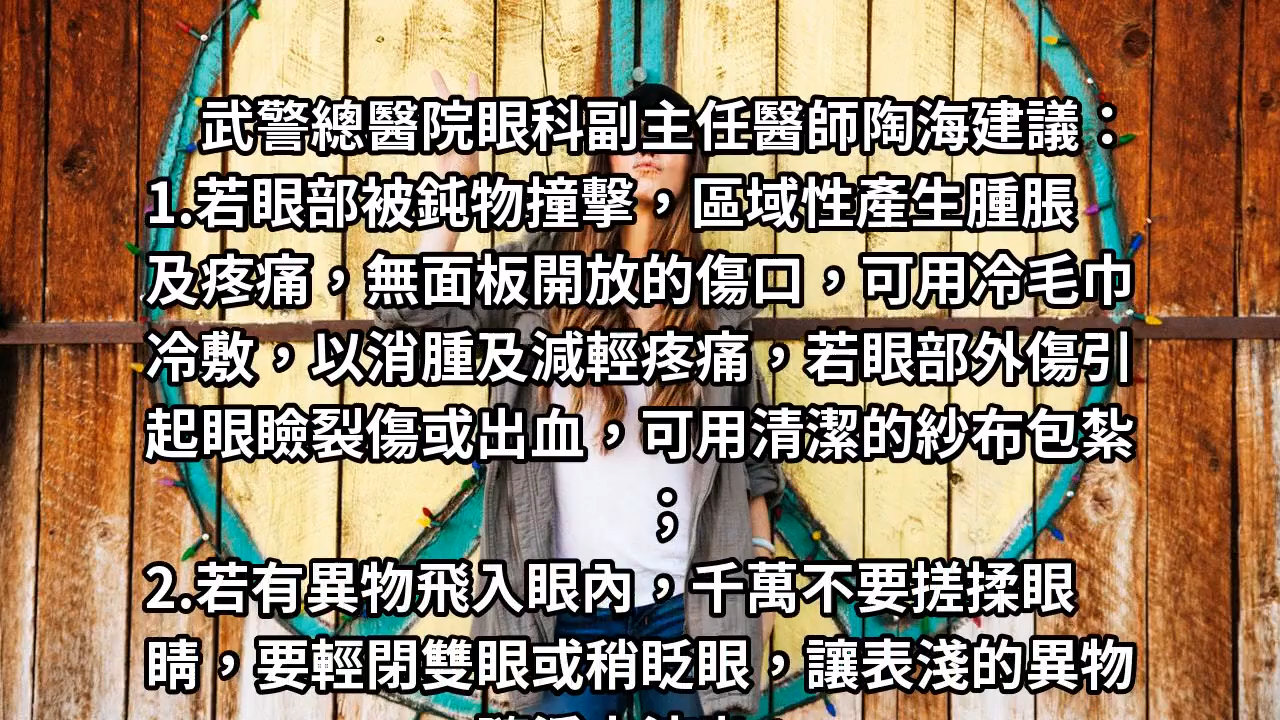 武警總醫院眼科副主任醫師陶海建議：
1.若眼部被鈍物撞擊，區域性產生腫脹
及疼痛，無面板開放的傷口，可用冷毛巾
冷敷，以消腫及減輕疼痛，若眼部外傷引
起眼瞼裂傷或出血，可用清潔的紗布包紮
；
2.若有異物飛入眼內，千萬不要搓揉眼
睛，要輕閉雙眼或稍眨眼，讓表淺的異物